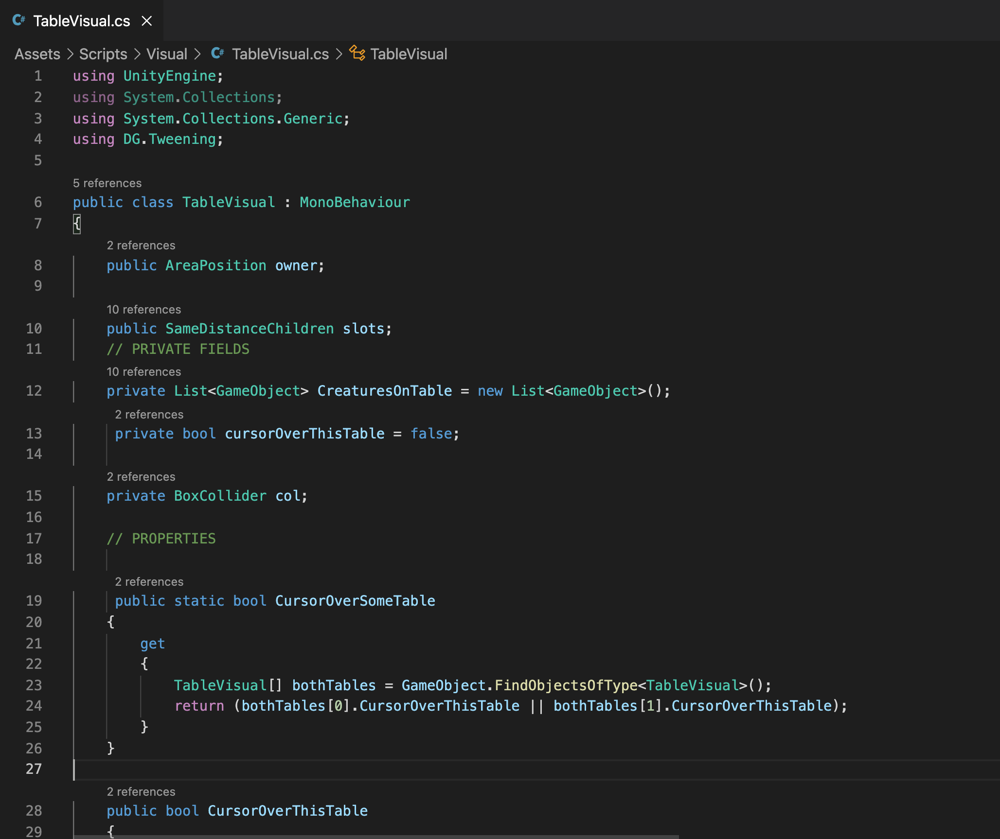 C# TableVisual.cs ×
Assets > Scripts > Visual > C# TableVisual.cs > TableVisual
1 using UnityEngine;
2 using System.Collections;
3 using System.Collections.Generic;
4 using DG.Tweening;
5
5 references
6 public class TableVisual : MonoBehaviour
7 {
2 references
8 public AreaPosition owner;
9
10 references
10 public SameDistanceChildren slots;
11 // PRIVATE FIELDS
10 references
12 private List<GameObject> CreaturesOnTable = new List<GameObject>();
2 references
13 private bool cursorOverThisTable = false;
14
2 references
15 private BoxCollider col;
16
17 // PROPERTIES
18
2 references
19 public static bool CursorOverSomeTable
20 {
21 get
22 {
23 TableVisual[] bothTables = GameObject.FindObjectsOfType<TableVisual>();
24 return (bothTables[0].CursorOverThisTable || bothTables[1].CursorOverThisTable);
25 }
26 }
27
2 references
28 public bool CursorOverThisTable
29 {